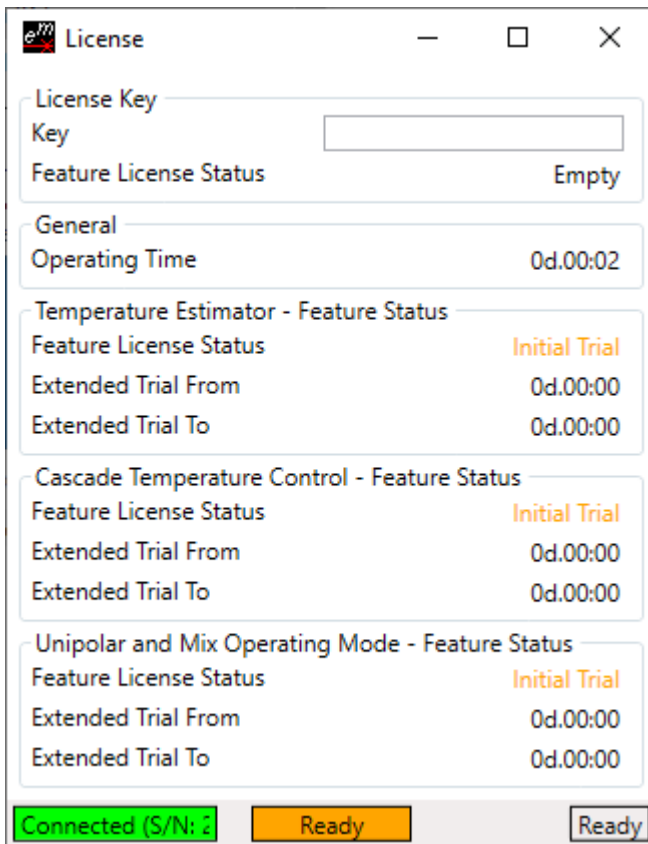 em License
License Key
Key
Feature License Status Empty
General
Operating Time 0d.00:02
Temperature Estimator - Feature Status
Feature License Status Initial Trial
Extended Trial From 0d.00:00
Extended Trial To 0d.00:00
Cascade Temperature Control - Feature Status
Feature License Status Initial Trial
Extended Trial From 0d.00:00
Extended Trial To 0d.00:00
Unipolar and Mix Operating Mode - Feature Status
Feature License Status Initial Trial
Extended Trial From 0d.00:00
Extended Trial To 0d.00:00
Connected (S/N: 2 Ready Ready